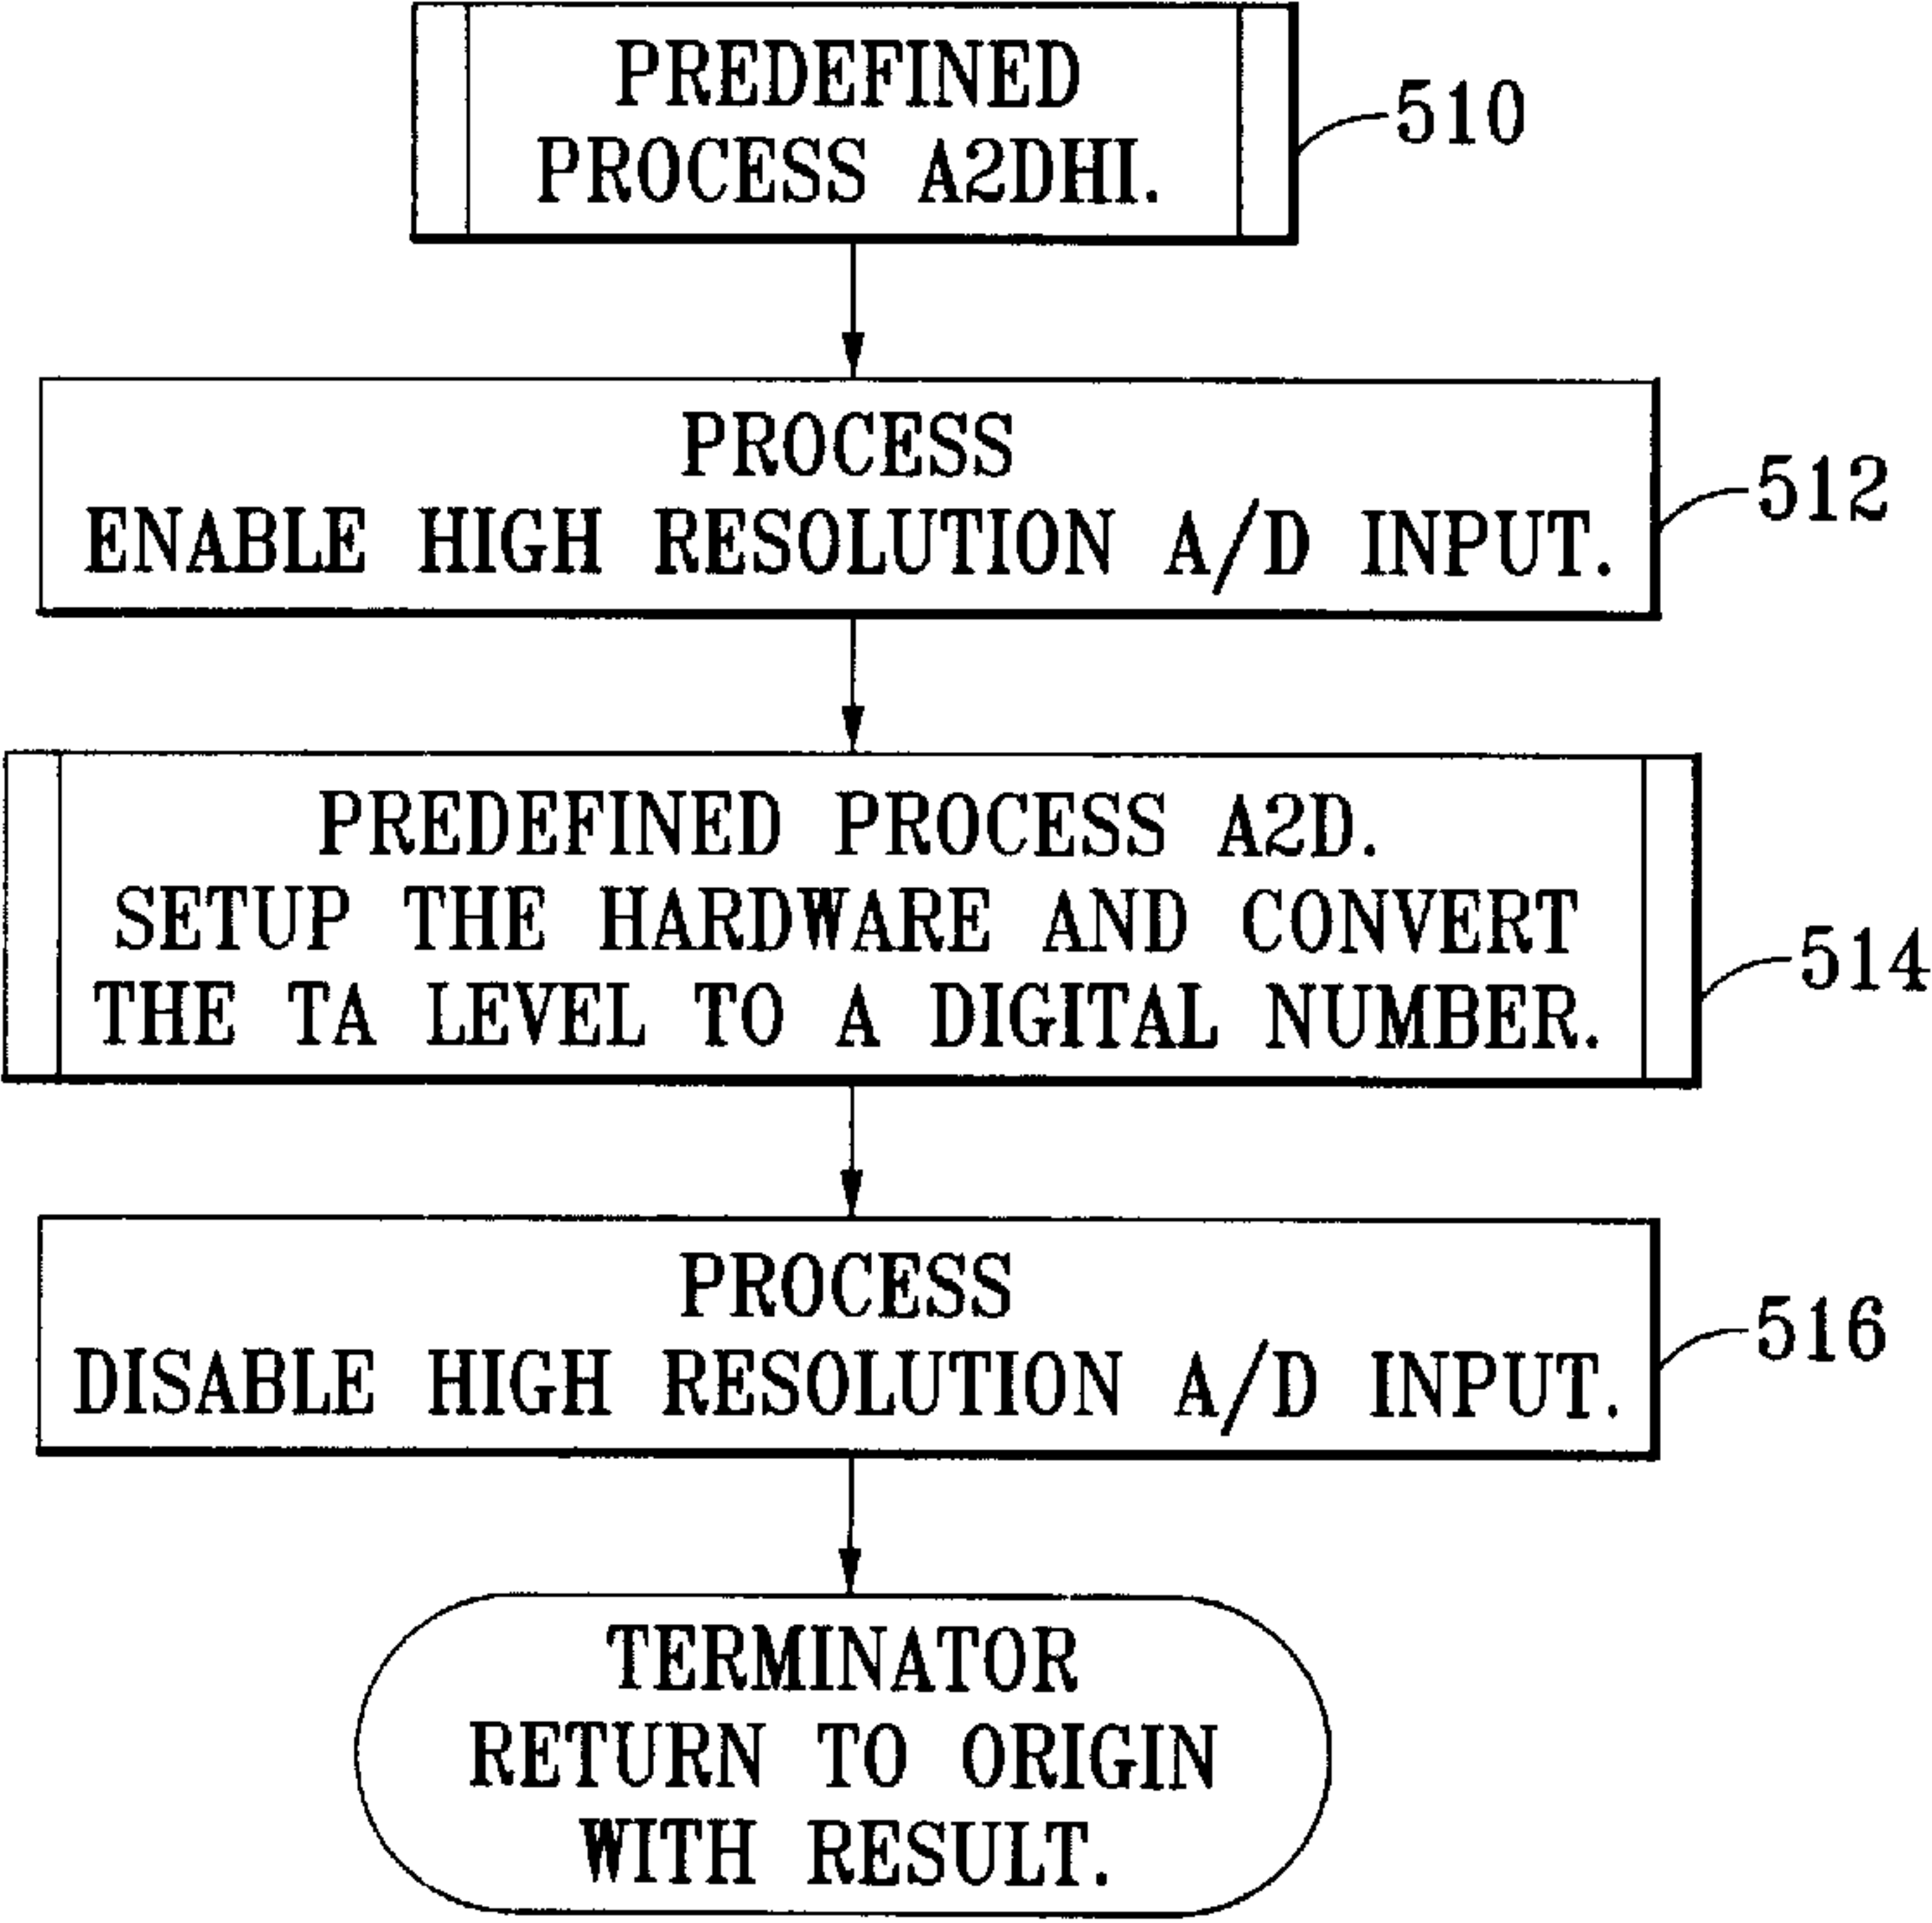 PREDEFINED
PROCESS A2DHI.
510
PROCESS
ENABLE HIGH RESOLUTION A/D INPUT.
512
PREDEFINED PROCESS A2D.
SETUP THE HARDWARE AND CONVERT
THE TA LEVEL TO A DIGITAL NUMBER.
514
PROCESS
DISABLE HIGH RESOLUTION A/D INPUT.
516
TERMINATOR
RETURN TO ORIGIN
WITH RESULT.